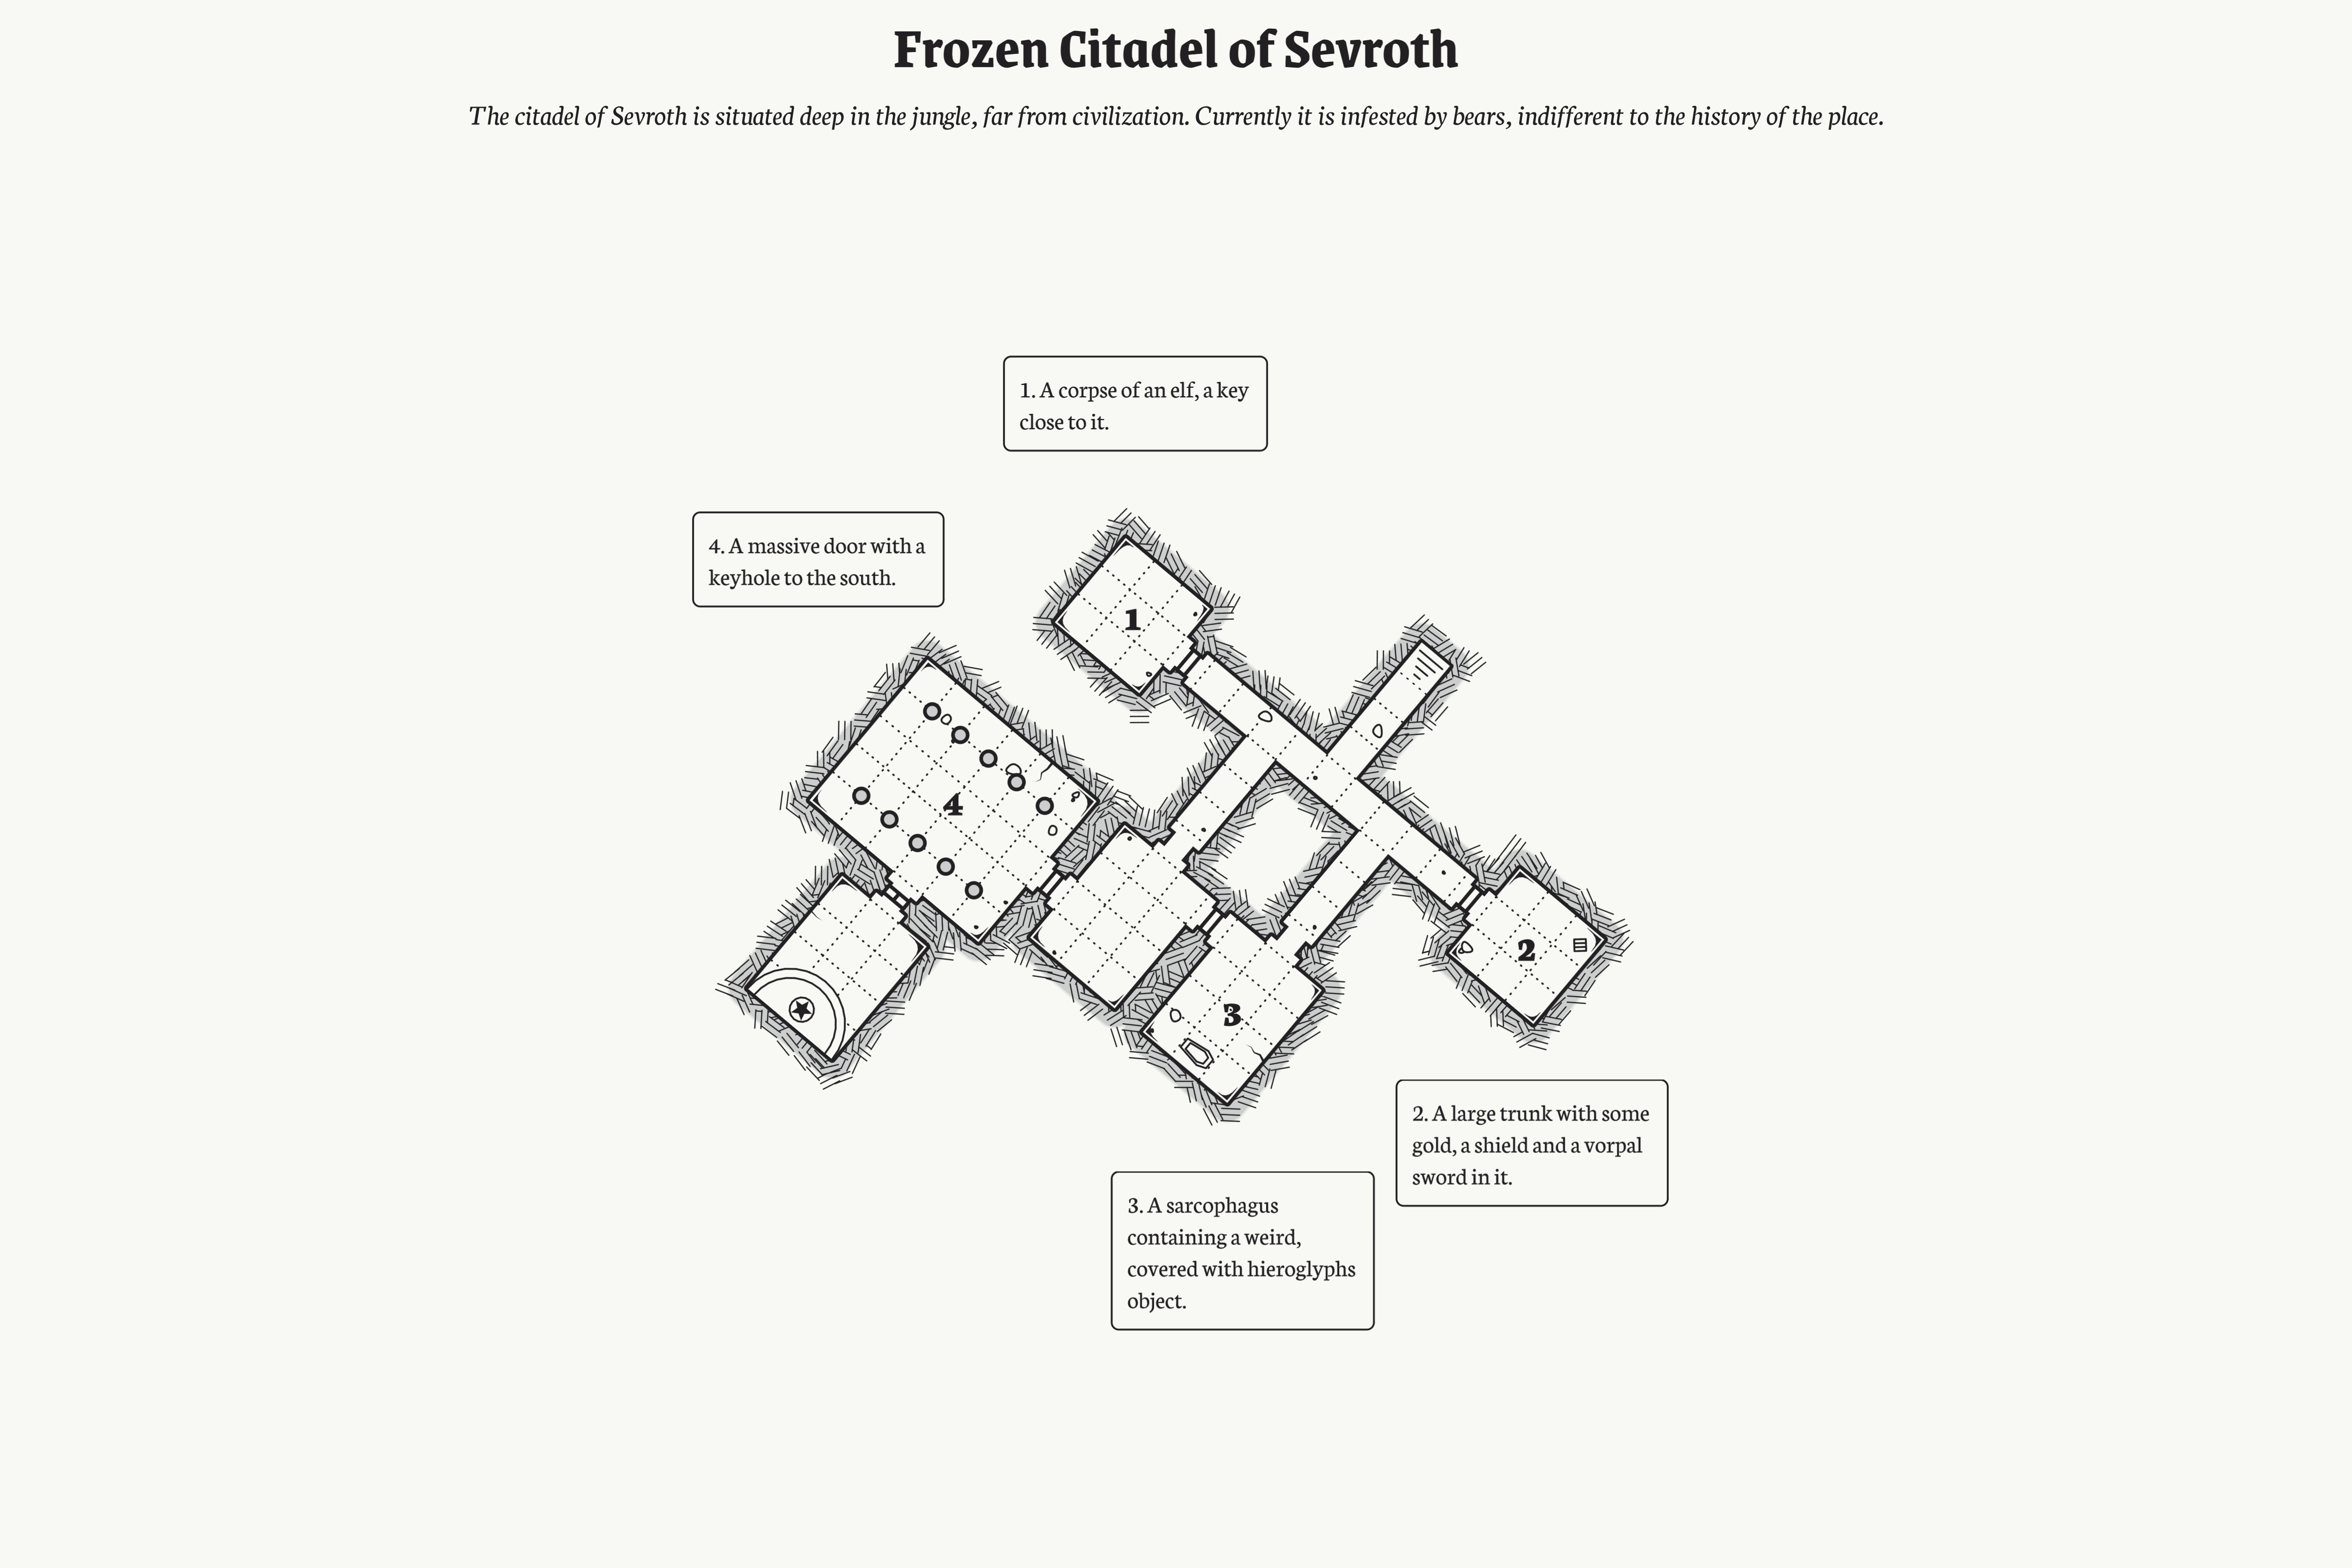 Frozen Citadel of Sevroth
The citadel of Sevroth is situated deep in the jungle, far from civilization. Currently it is infested by bears, indifferent to the history of the place.
1. A corpse of an elf, a key
close to it.
4. A massive door with a
keyhole to the south.
1
4
2
3
2. A large trunk with some
gold, a shield and a vorpal
sword in it.
3. A sarcophagus
containing a weird,
covered with hieroglyphs
object.